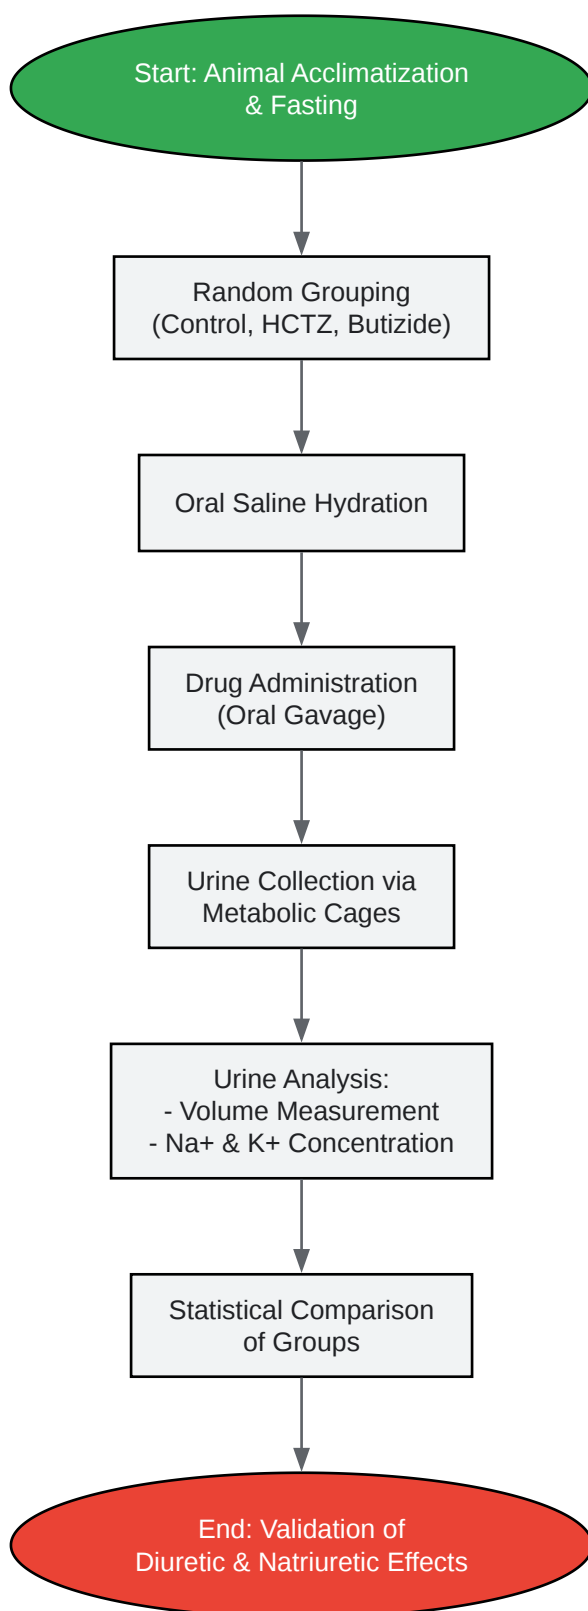 Start: Animal Acclimatization
& Fasting
Random Grouping
(Control, HCTZ, Butizide)
Oral Saline Hydration
Drug Administration
(Oral Gavage)
Urine Collection via
Metabolic Cages
Urine Analysis:
- Volume Measurement
- Na+ & K+ Concentration
Statistical Comparison
of Groups
End: Validation of
Diuretic & Natriuretic Effects